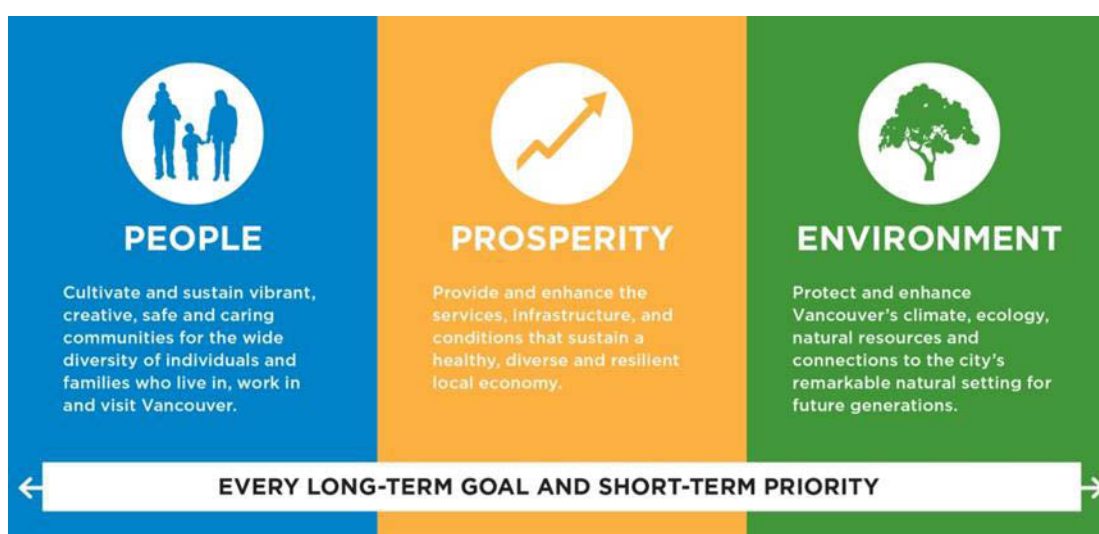 PEOPLE
Cultivate and sustain vibrant,
creative, safe and caring
communities for the wide
diversity of individuals and
families who live in, work in
and visit Vancouver.
PROSPERITY
Provide and enhance the
services, infrastructure, and
conditions that sustain a
healthy, diverse and resilient
local economy.
ENVIRONMENT
Protect and enhance
Vancouver's climate, ecology,
natural resources and
connections to the city's
remarkable natural setting for
future generations.
EVERY LONG-TERM GOAL AND SHORT-TERM PRIORITY